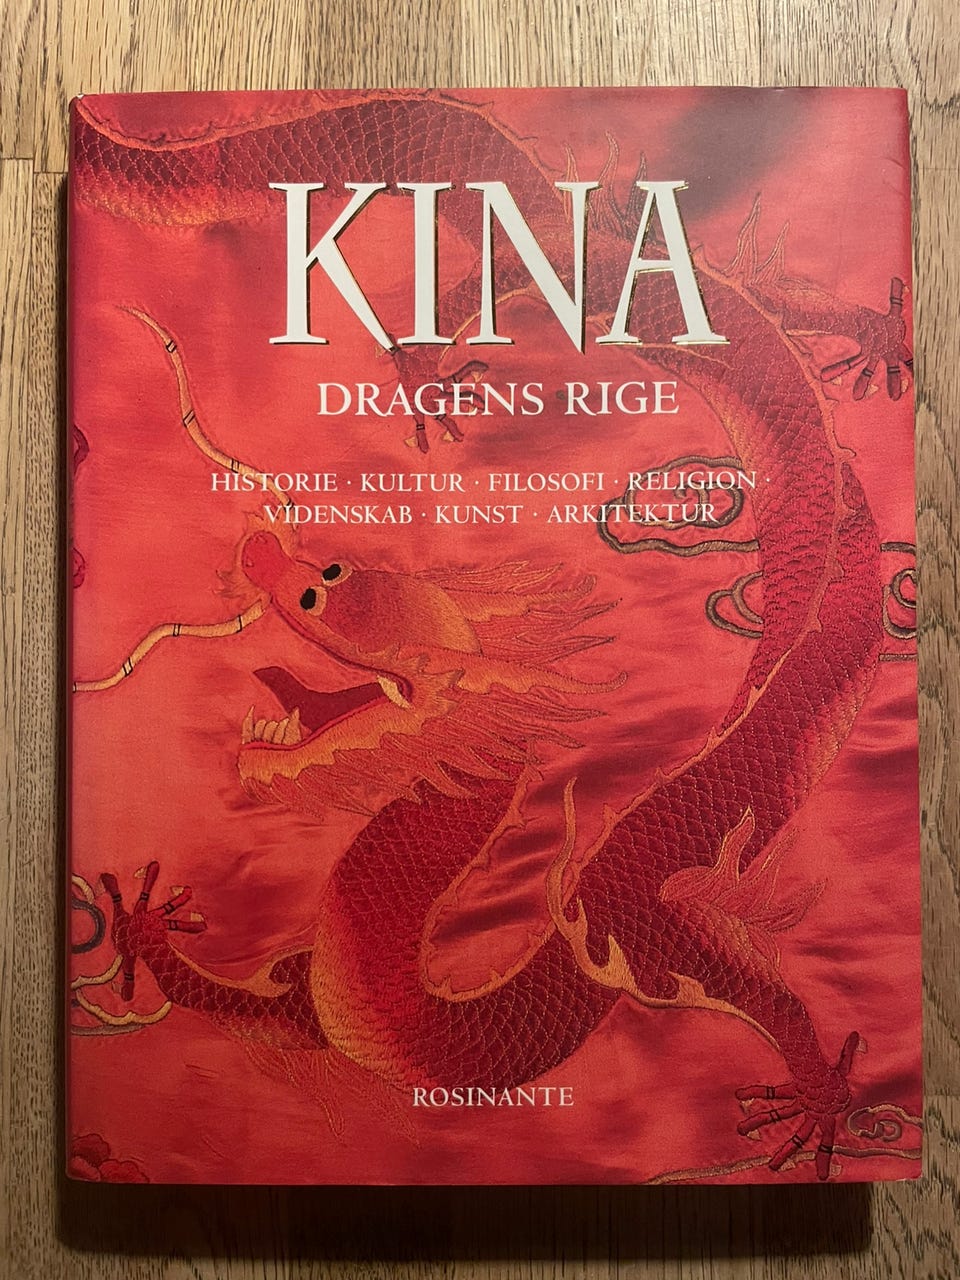 KINA
DRAGENS RIGE
HISTORIE · KULTUR · FILOSOFI · RELIGION ·
VIDENSKAB · KUNST · ARKITEKTUR
ROSINANTE